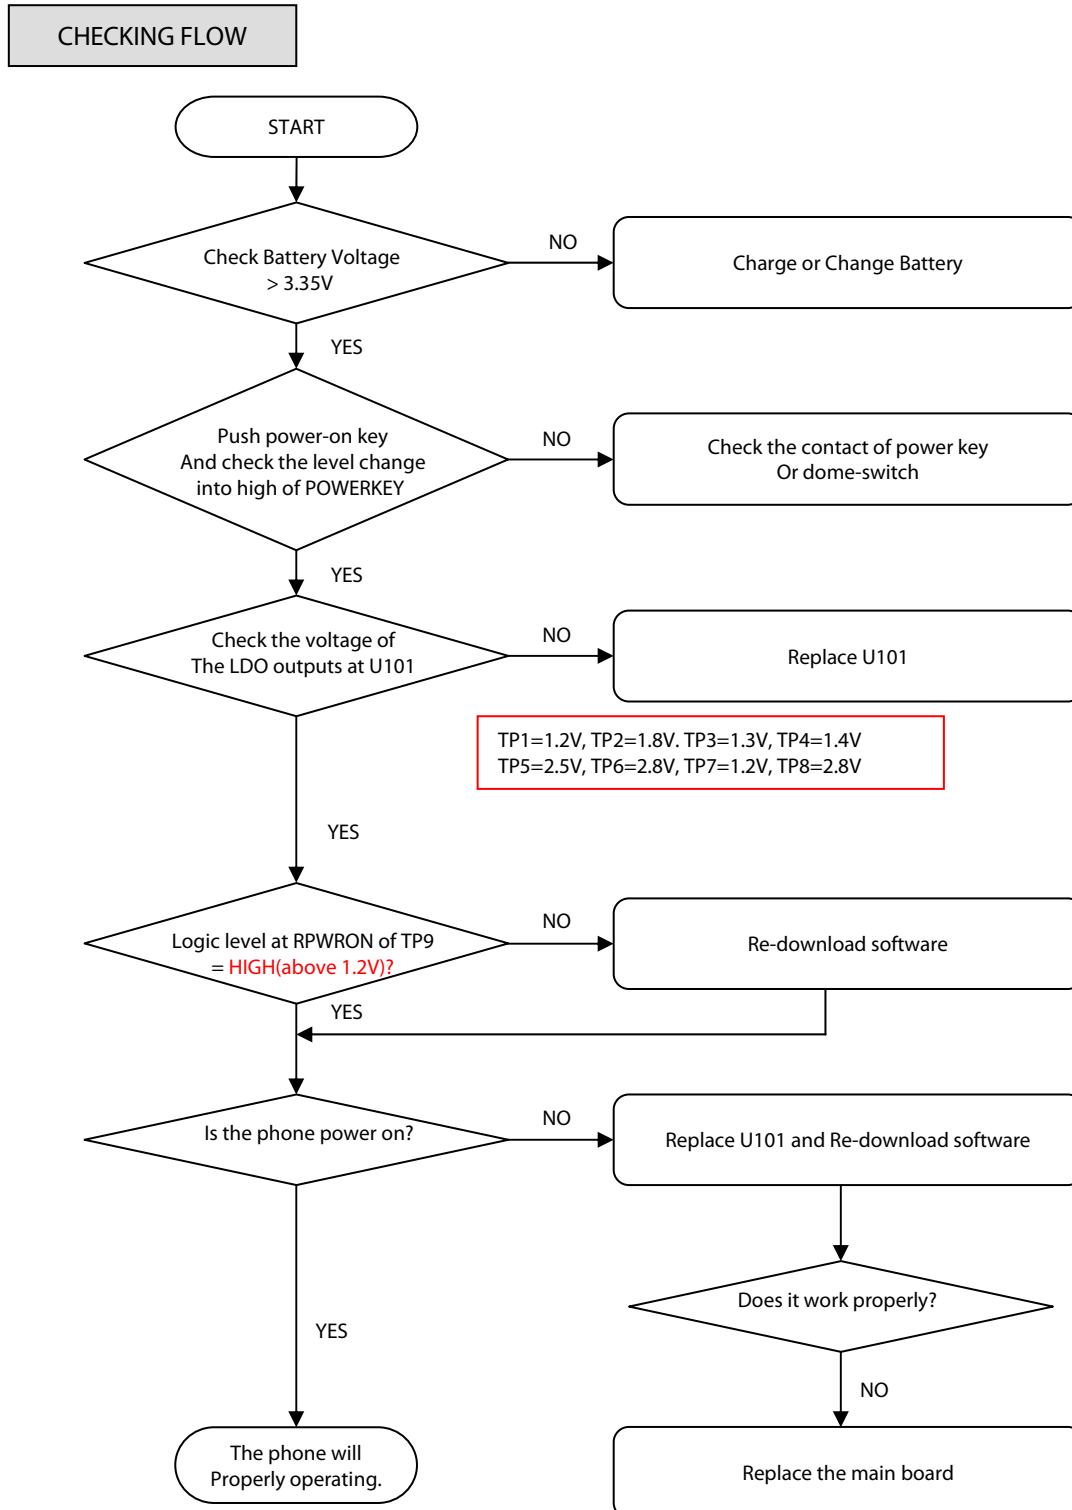 CHECKING FLOW
START
Check Battery Voltage
> 3.35V
NO
Charge or Change Battery
YES
Push power-on key
And check the level change
into high of POWERKEY
NO
Check the contact of power key
Or dome-switch
YES
Check the voltage of
The LDO outputs at U101
NO
Replace U101
TP1=1.2V, TP2=1.8V. TP3=1.3V, TP4=1.4V
TP5=2.5V, TP6=2.8V, TP7=1.2V, TP8=2.8V
YES
Logic level at RPWRON of TP9
= HIGH(above 1.2V)?
NO
Re-download software
YES
Is the phone power on?
NO
Replace U101 and Re-download software
Does it work properly?
YES
NO
The phone will
Properly operating.
Replace the main board